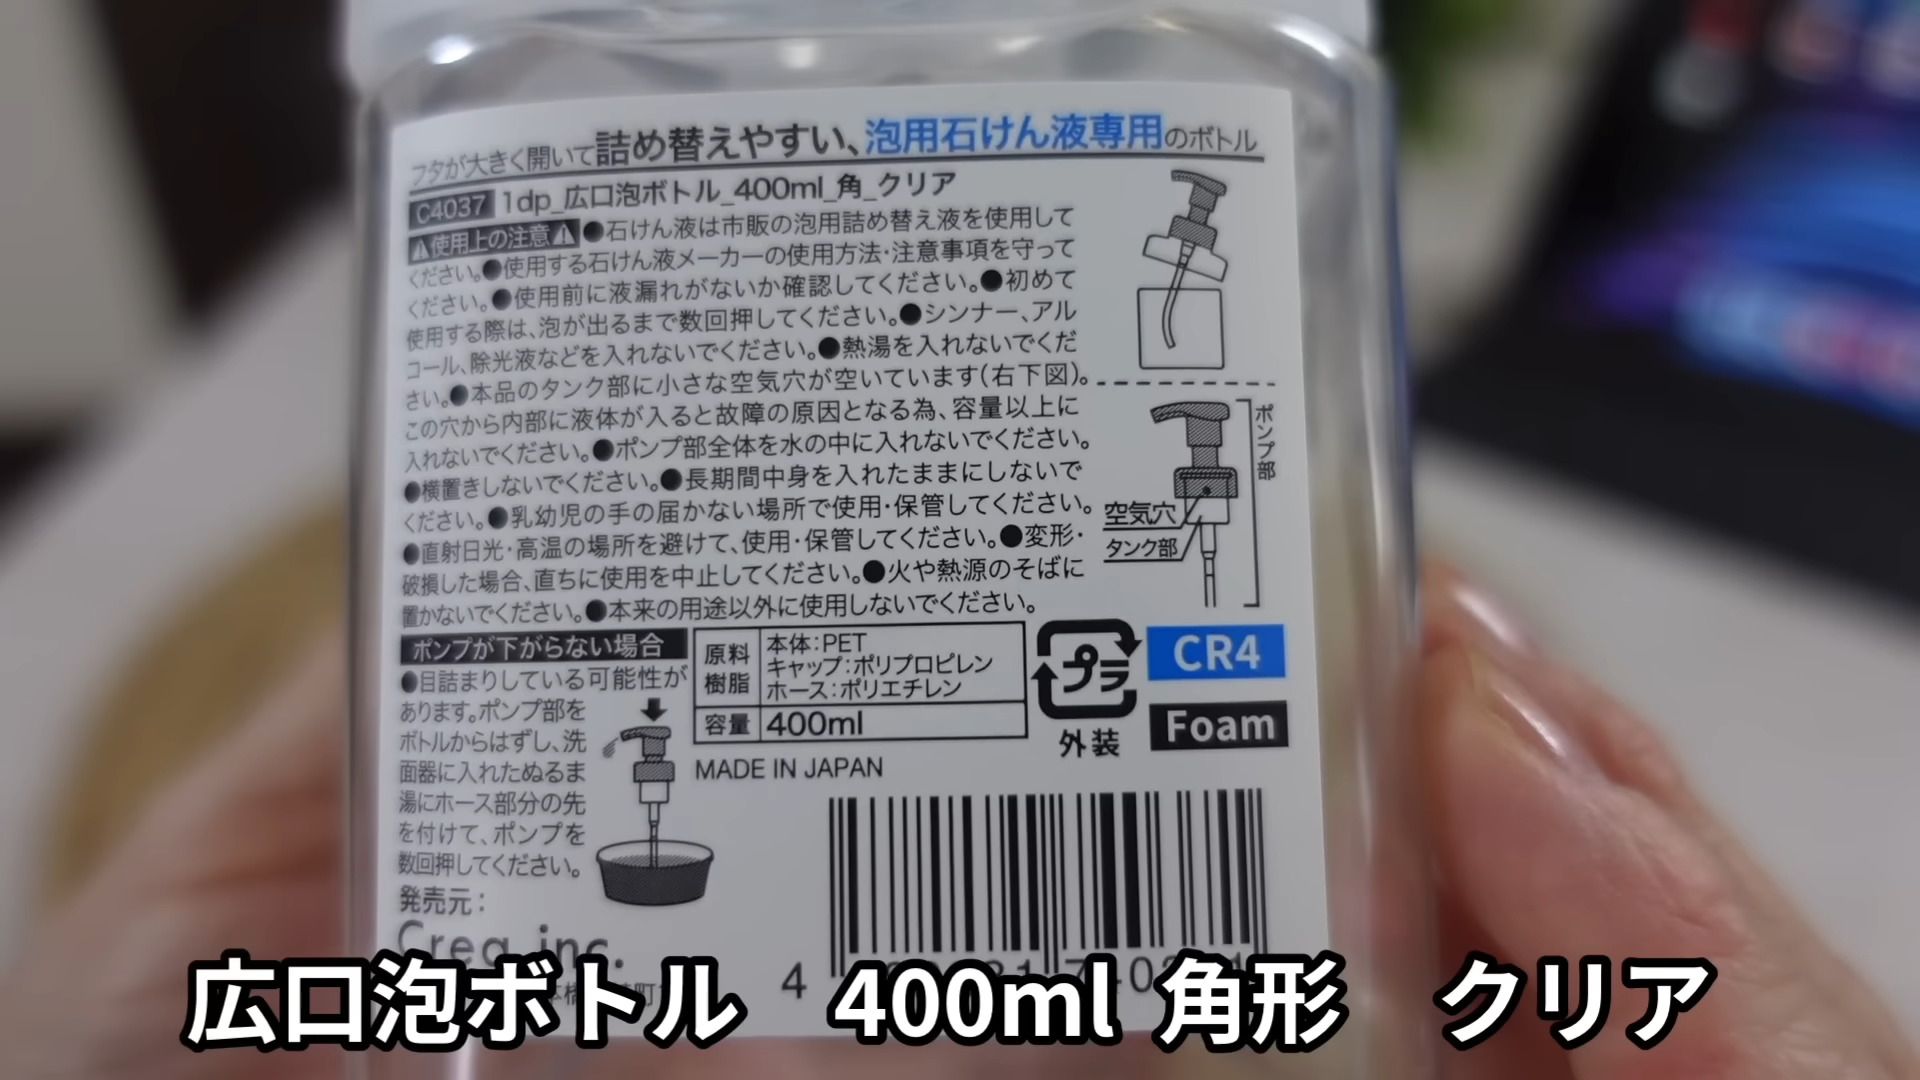 フタが大きく開いて詰め替えやすい、泡用石けん液専用のボトル
C4037 1dp_広口泡ボトル_400ml_角_クリア
⚠使用上の注意⚠●石けん液は市販の泡用詰め替え液を使用して
ください。●使用する石けん液メーカーの使用方法・注意事項を守って
ください。●使用前に液漏れがないか確認してください。●初めて
使用する際は、泡が出るまで数回押してください。●シンナー、アル
コール、除光液などを入れないでください。●熱湯を入れないでくだ
さい。●本品のタンク部に小さな空気穴が空いています(右下図)。
この穴から内部に液体が入ると故障の原因となる為、容量以上に
入れないでください。●ポンプ部全体を水の中に入れないでください。
●横置きしないでください。●長期間中身を入れたままにしないで
ください。●乳幼児の手の届かない場所で使用・保管してください。
●直射日光・高温の場所を避けて、使用・保管してください。●変形・
破損した場合、直ちに使用を中止してください。●火や熱源のそばに
置かないでください。●本来の用途以外に使用しないでください。
ポンプ部
空気穴
タンク部
ポンプが下がらない場合
●目詰まりしている可能性が
あります。ポンプ部を
ボトルからはずし、洗
面器に入れたぬるま
湯にホース部分の先
を付けて、ポンプを
数回押してください。
原料樹脂
本体:PET
キャップ:ポリプロピレン
ホース:ポリエチレン
容量 400ml
MADE IN JAPAN
プラ
外装
CR4
Foam
発売元:
Crea inc.
広口泡ボトル 400ml 角形 クリア